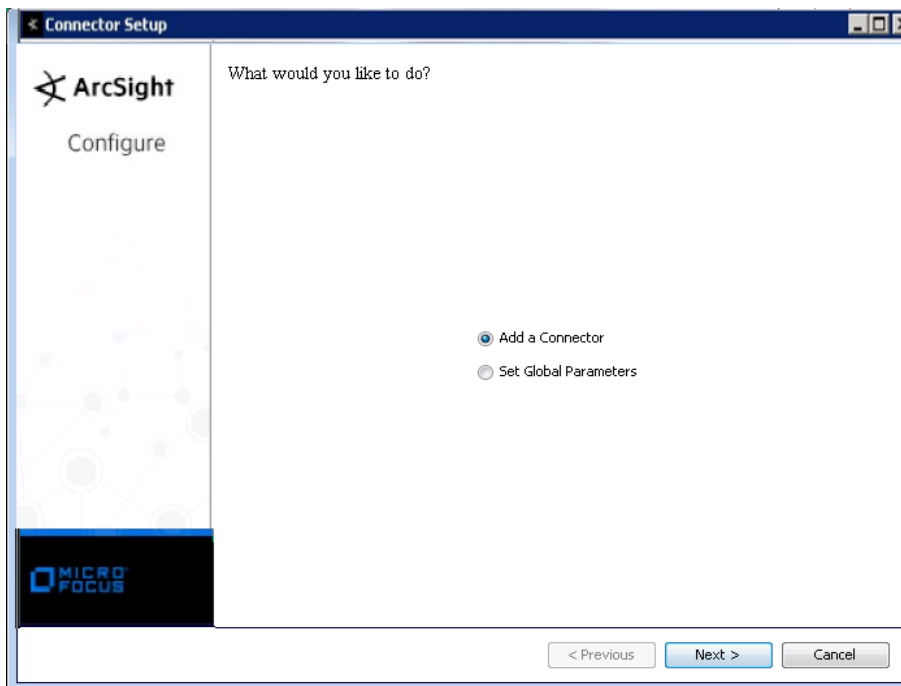 Connector Setup
ArcSight
Configure
What would you like to do?
Add a Connector
Set Global Parameters
MICRO
FOCUS
< Previous
Next >
Cancel